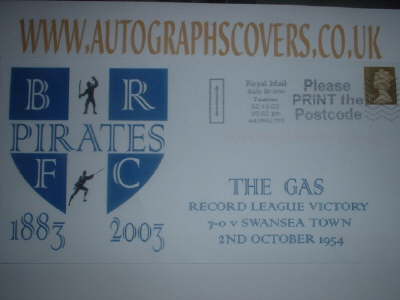 WWW.AUTOGRAPHSCOVERS.CO.UK
B R
PIRATES
F C
1883 2003
Royal Mail
Please
PRINT the
Postcode
THE GAS
RECORD LEAGUE VICTORY
7-0 V SWANSEA TOWN
2ND OCTOBER 1954